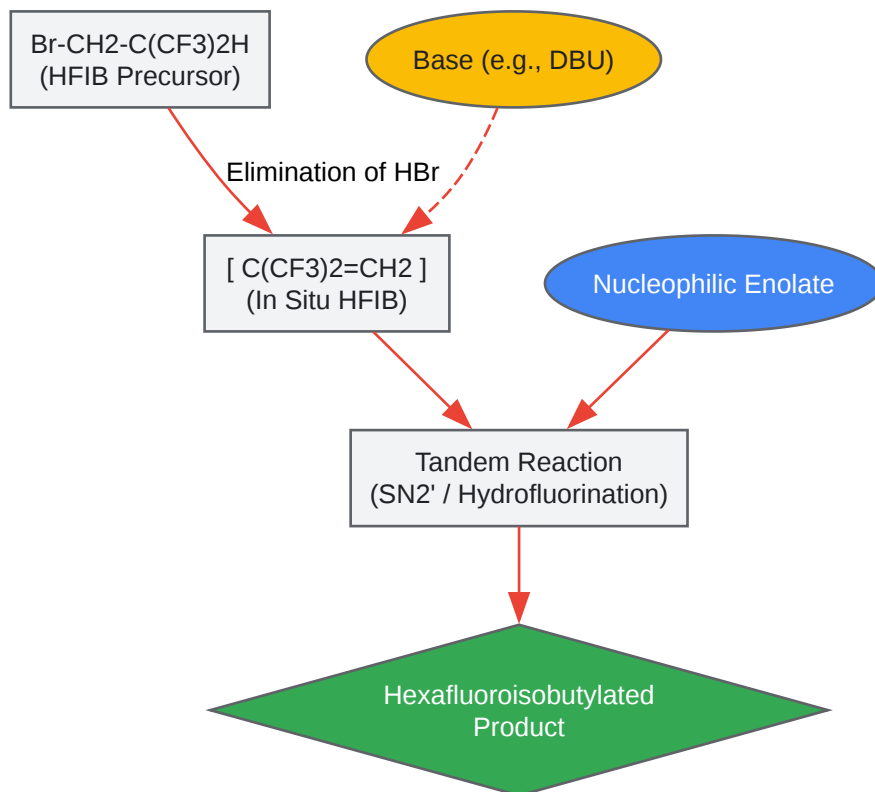 Br-CH2-C(CF3)2H
(HFIB Precursor)
Base (e.g., DBU)
Elimination of HBr
[ C(CF3)2=CH2 ]
(In Situ HFIB)
Nucleophilic Enolate
Tandem Reaction
(SN2' / Hydrofluorination)
Hexafluoroisobutylated
Product